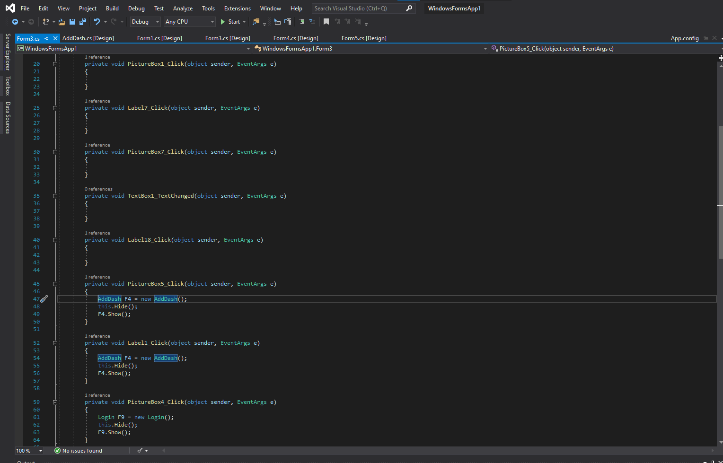 File Edit View Project Build Debug Test Analyze Tools Extensions Window Help Search Visual Studio (Ctrl+Q) WindowsFormsApp1
Debug Any CPU Start
Form3.cs AddDash.cs [Design] Form1.cs [Design] Form3.cs [Design] Form4.cs [Design] Form5.cs [Design] App.config
WindowsFormsApp1 WindowsFormsApp1.Form3 PictureBox5_Click(object sender, EventArgs e)
Server Explorer
Toolbox
Data Sources
1 reference
20 private void PictureBox1_Click(object sender, EventArgs e)
21 {
22
23 }
24
1 reference
25 private void Label7_Click(object sender, EventArgs e)
26 {
27
28 }
29
1 reference
30 private void PictureBox7_Click(object sender, EventArgs e)
31 {
32
33 }
34
0 references
35 private void TextBox1_TextChanged(object sender, EventArgs e)
36 {
37
38 }
39
1 reference
40 private void Label18_Click(object sender, EventArgs e)
41 {
42
43 }
44
1 reference
45 private void PictureBox5_Click(object sender, EventArgs e)
46 {
47 AddDash F4 = new AddDash();
48 this.Hide();
49 F4.Show();
50 }
51
1 reference
52 private void Label1_Click(object sender, EventArgs e)
53 {
54 AddDash F4 = new AddDash();
55 this.Hide();
56 F4.Show();
57 }
58
1 reference
59 private void PictureBox4_Click(object sender, EventArgs e)
60 {
61 Login F9 = new Login();
62 this.Hide();
63 F9.Show();
64 }
100 % No issues found